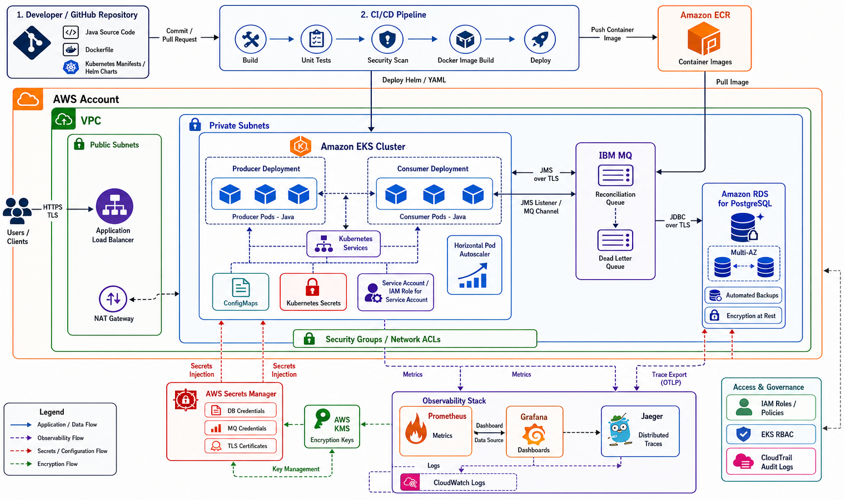 1. Developer / GitHub Repository
Java Source Code
Dockerfile
Kubernetes Manifests /
Helm Charts
Commit /
Pull Request
2. CI/CD Pipeline
Build
Unit Tests
Security Scan
Docker Image Build
Deploy
Push Container
Image
Amazon ECR
Container Images
Deploy Helm / YAML
Pull Image
AWS Account
VPC
Public Subnets
Private Subnets
Amazon EKS Cluster
Producer Deployment
Producer Pods - Java
Consumer Deployment
Consumer Pods - Java
Kubernetes
Services
Horizontal Pod
Autoscaler
ConfigMaps
Kubernetes Secrets
Service Account /
IAM Role for
Service Account
Users /
Clients
HTTPS
TLS
Application
Load Balancer
NAT Gateway
JMS
over TLS
JMS Listener /
MQ Channel
IBM MQ
Reconciliation
Queue
Dead Letter
Queue
JDBC
over TLS
Amazon RDS
for PostgreSQL
Multi-AZ
Automated Backups
Encryption at Rest
Security Groups / Network ACLs
Secrets
Injection
Secrets
Injection
Metrics
Metrics
Trace Export
(OTLP)
Legend
Application / Data Flow
Observability Flow
Secrets / Configuration Flow
Encryption Flow
AWS Secrets Manager
DB Credentials
MQ Credentials
TLS Certificates
AWS
KMS
Encryption Keys
Key Management
Observability Stack
Prometheus
Metrics
Dashboard
Data Source
Grafana
Dashboards
Jaeger
Distributed
Traces
Logs
CloudWatch Logs
Access & Governance
IAM Roles /
Policies
EKS RBAC
CloudTrail
Audit Logs